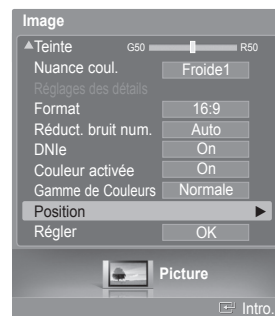 Image
▲Teinte G50 R50
Nuance coul. Froide1
Réglages des détails
Format 16:9
Réduct. bruit num. Auto
DNIe On
Couleur activée On
Gamme de Couleurs Normale
Position ►
Régler OK
Picture
Intro.